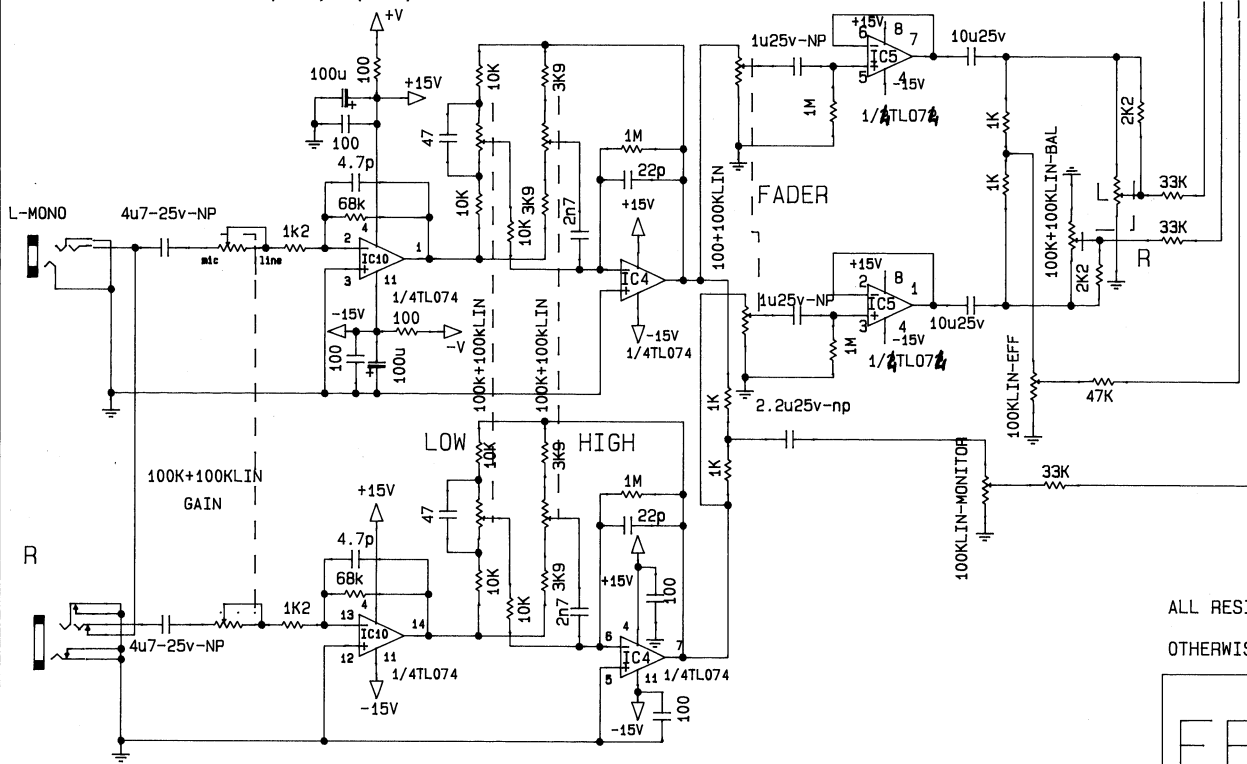 +V
100
100u
+15V
+
100
4.7p
68k
4
L-MONO
4u7-25v-NP
mic
line
1k2
2
IC10
1
3
11
1/4TL074
-15V
100
-V
100
+
100u
10K
3K9
47
10K
3K9
10K
2n7
1M
22p
+15V
IC4
-15V
1/4TL074
100K+100kLIN
100K+100kLIN
100+100KLIN
FADER
1u25v-NP
+15V
6
8
7
IC5
5
4
-15V
1M
10u25v
1K
1K
2K2
33K
L
33K
R
100K+100KLIN-BAL
2K2
1u25v-NP
+15V
2
8
1
IC5
3
4
-15V
1M
10u25v
100KLIN-EFF
47K
1K
2.2u25v-np
1K
100KLIN-MONITOR
33K
LOW
HIGH
100K+100KLIN
GAIN
R
4u7-25v-NP
1K2
+15V
4.7p
68k
4
13
IC10
14
12
11
1/4TL074
-15V
10K
3K9
47
10K
3K9
10K
2n7
1M
22p
+15V
100
4
6
IC4
7
5
11
1/4TL074
-15V
100
ALL RESI
OTHERWIS